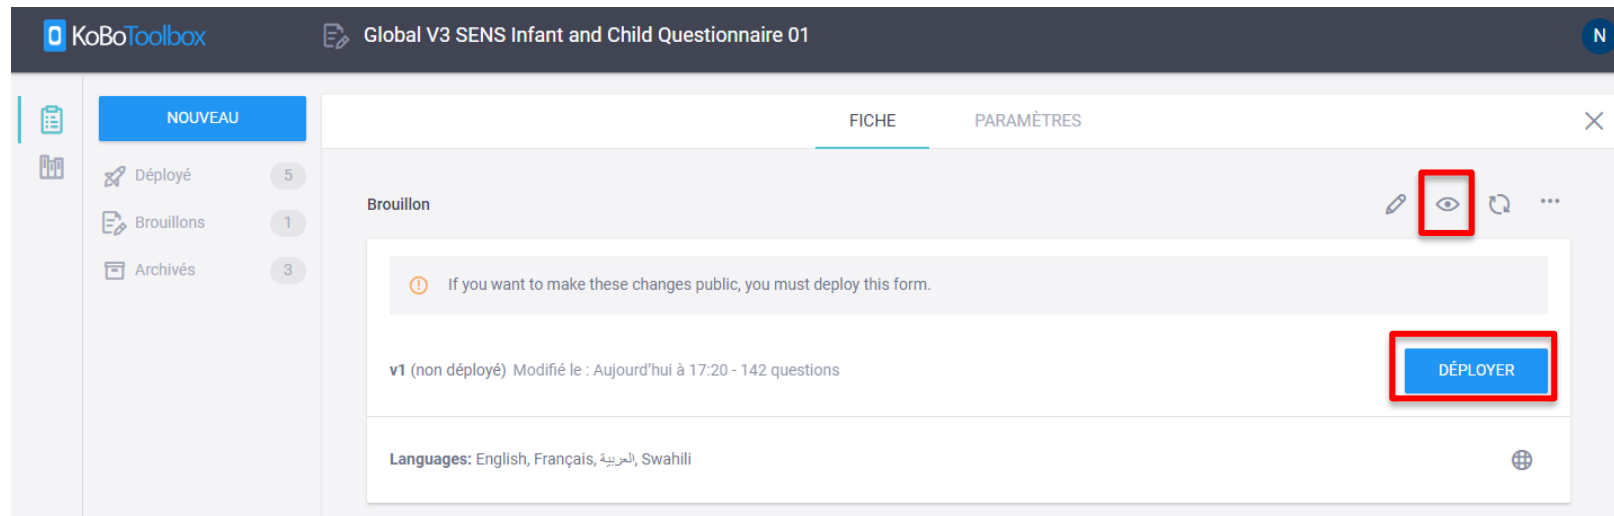 KoBoToolbox
Global V3 SENS Infant and Child Questionnaire 01
N
NOUVEAU
FICHE
PARAMÈTRES
Déployé 5
Brouillons 1
Archivés 3
Brouillon
If you want to make these changes public, you must deploy this form.
v1 (non déployé) Modifié le : Aujourd'hui à 17:20 - 142 questions
DÉPLOYER
Languages: English, Français, العربية, Swahili